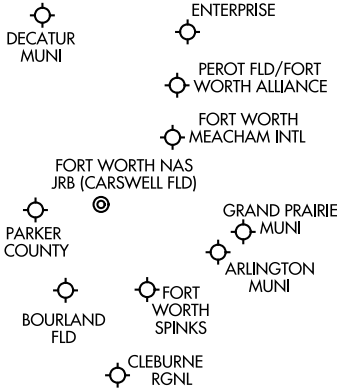 ENTERPRISE
DECATUR
MUNI
PEROT FLD/FORT
WORTH ALLIANCE
FORT WORTH
MEACHAM INTL
FORT WORTH NAS
JRB (CARSWELL FLD)
GRAND PRAIRIE
MUNI
PARKER
COUNTY
ARLINGTON
MUNI
FORT
WORTH
SPINKS
BOURLAND
FLD
CLEBURNE
RGNL